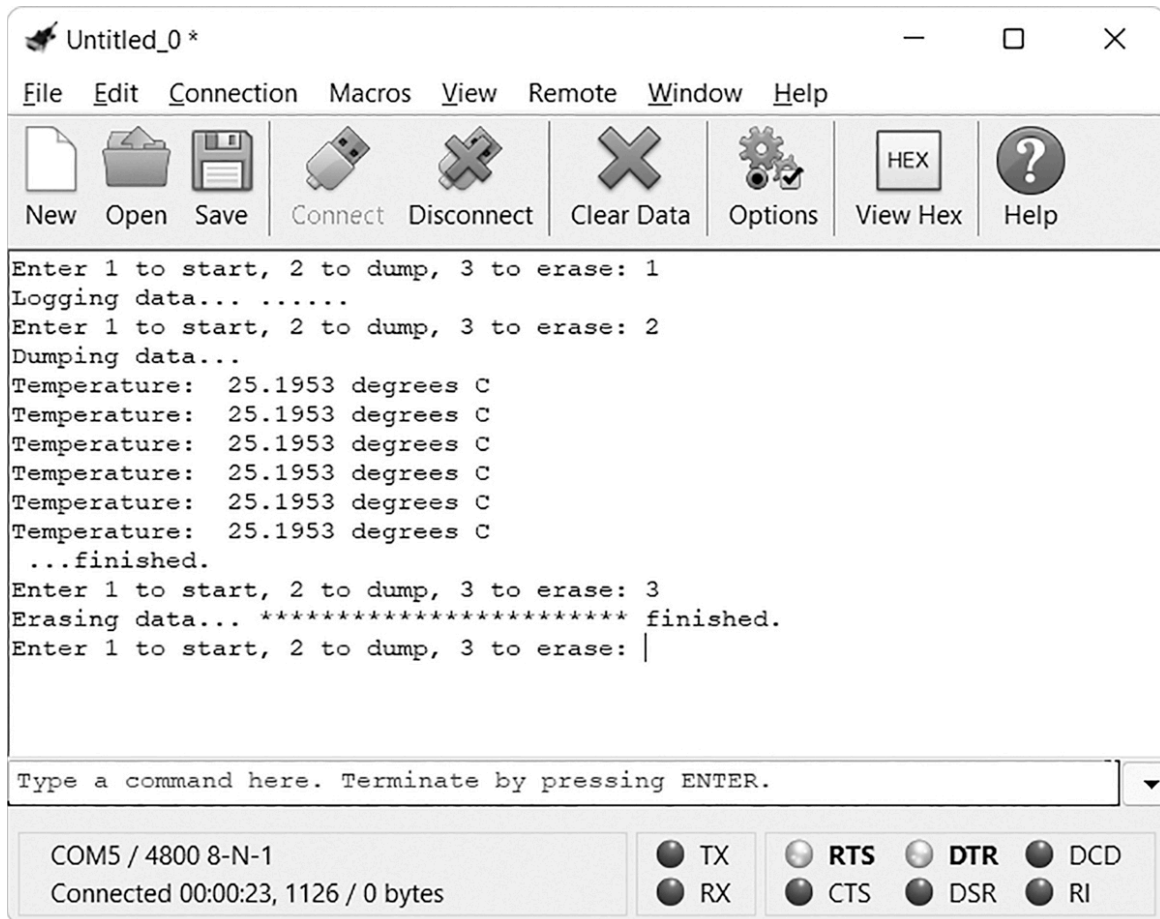 Untitled_0 *
File Edit Connection Macros View Remote Window Help
New Open Save Connect Disconnect Clear Data Options HEX View Hex ? Help
Enter 1 to start, 2 to dump, 3 to erase: 1
Logging data... ......
Enter 1 to start, 2 to dump, 3 to erase: 2
Dumping data...
Temperature:  25.1953 degrees C
Temperature:  25.1953 degrees C
Temperature:  25.1953 degrees C
Temperature:  25.1953 degrees C
Temperature:  25.1953 degrees C
Temperature:  25.1953 degrees C
 ...finished.
Enter 1 to start, 2 to dump, 3 to erase: 3
Erasing data... ************************ finished.
Enter 1 to start, 2 to dump, 3 to erase:
Type a command here. Terminate by pressing ENTER.
COM5 / 4800 8-N-1 TX RTS DTR DCD
Connected 00:00:23, 1126 / 0 bytes RX CTS DSR RI